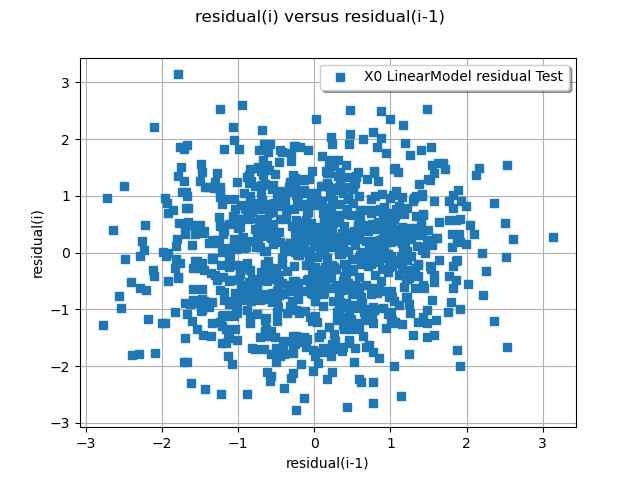 residual(i) versus residual(i-1)
X0 LinearModel residual Test
3
2
1
0
−1
−2
−3
residual(i)
−3 −2 −1 0 1 2 3
residual(i-1)